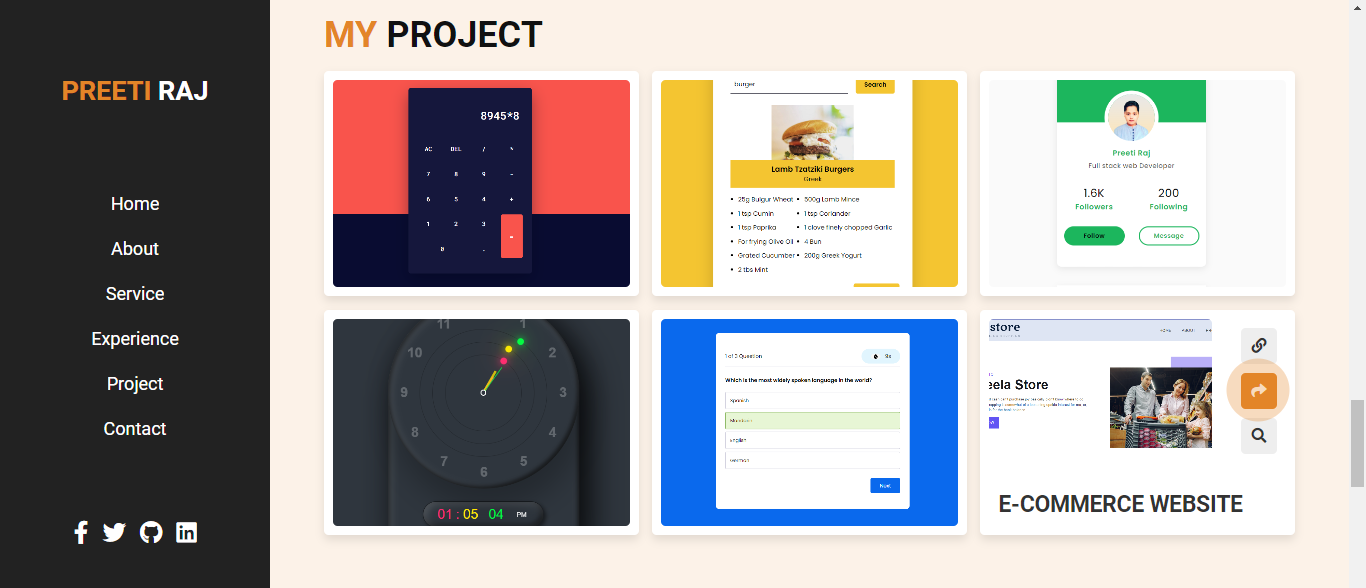 PREETI RAJ
Home
About
Service
Experience
Project
Contact
MY PROJECT
8945*8
AC DEL / *
7 8 9 -
6 5 4 +
1 2 3 =
0 .
burger Search
Lamb Tzatziki Burgers
Greek
25g Bulgur Wheat 500g Lamb Mince
1 tsp Cumin 1 tsp Coriander
1 tsp Paprika 1 clove finely chopped Garlic
For frying Olive Oil 4 Bun
Grated Cucumber 200g Greek Yogurt
2 tbs Mint
Preeti Raj
Full stack web Developer
1.6K 200
Followers Following
Follow Message
11 1
10 2
9 3
8 4
7 6 5
01 : 05 04 PM
1 of 3 Question 9s
Which is the most widely spoken language in the world?
Spanish
Mandarin
English
German
Next
store HOME ABOUT
eela Store
E-COMMERCE WEBSITE